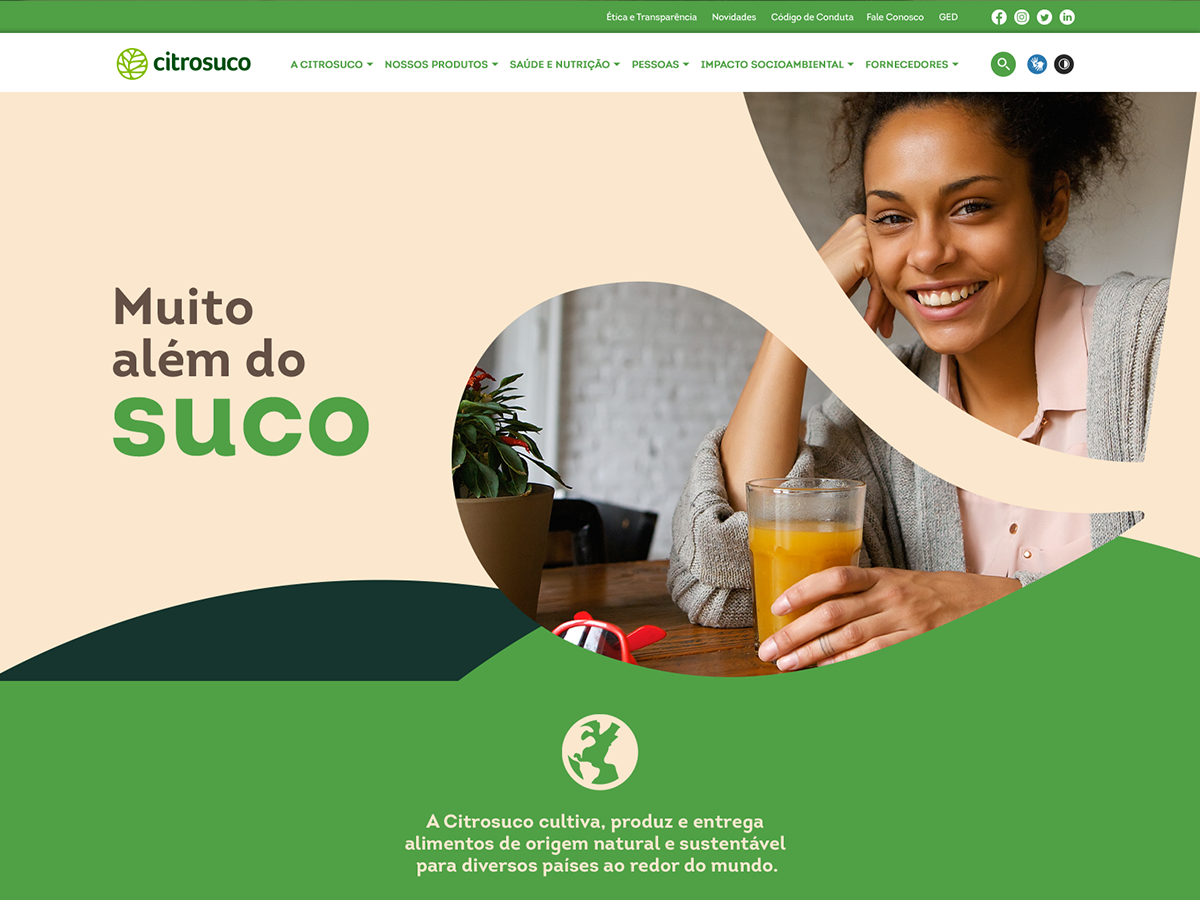 Ética e Transparência Novidades Código de Conduta Fale Conosco GED
citrosuco A CITROSUCO NOSSOS PRODUTOS SAÚDE E NUTRIÇÃO PESSOAS IMPACTO SOCIOAMBIENTAL FORNECEDORES
Muito
além do
suco
A Citrosuco cultiva, produz e entrega
alimentos de origem natural e sustentável
para diversos países ao redor do mundo.